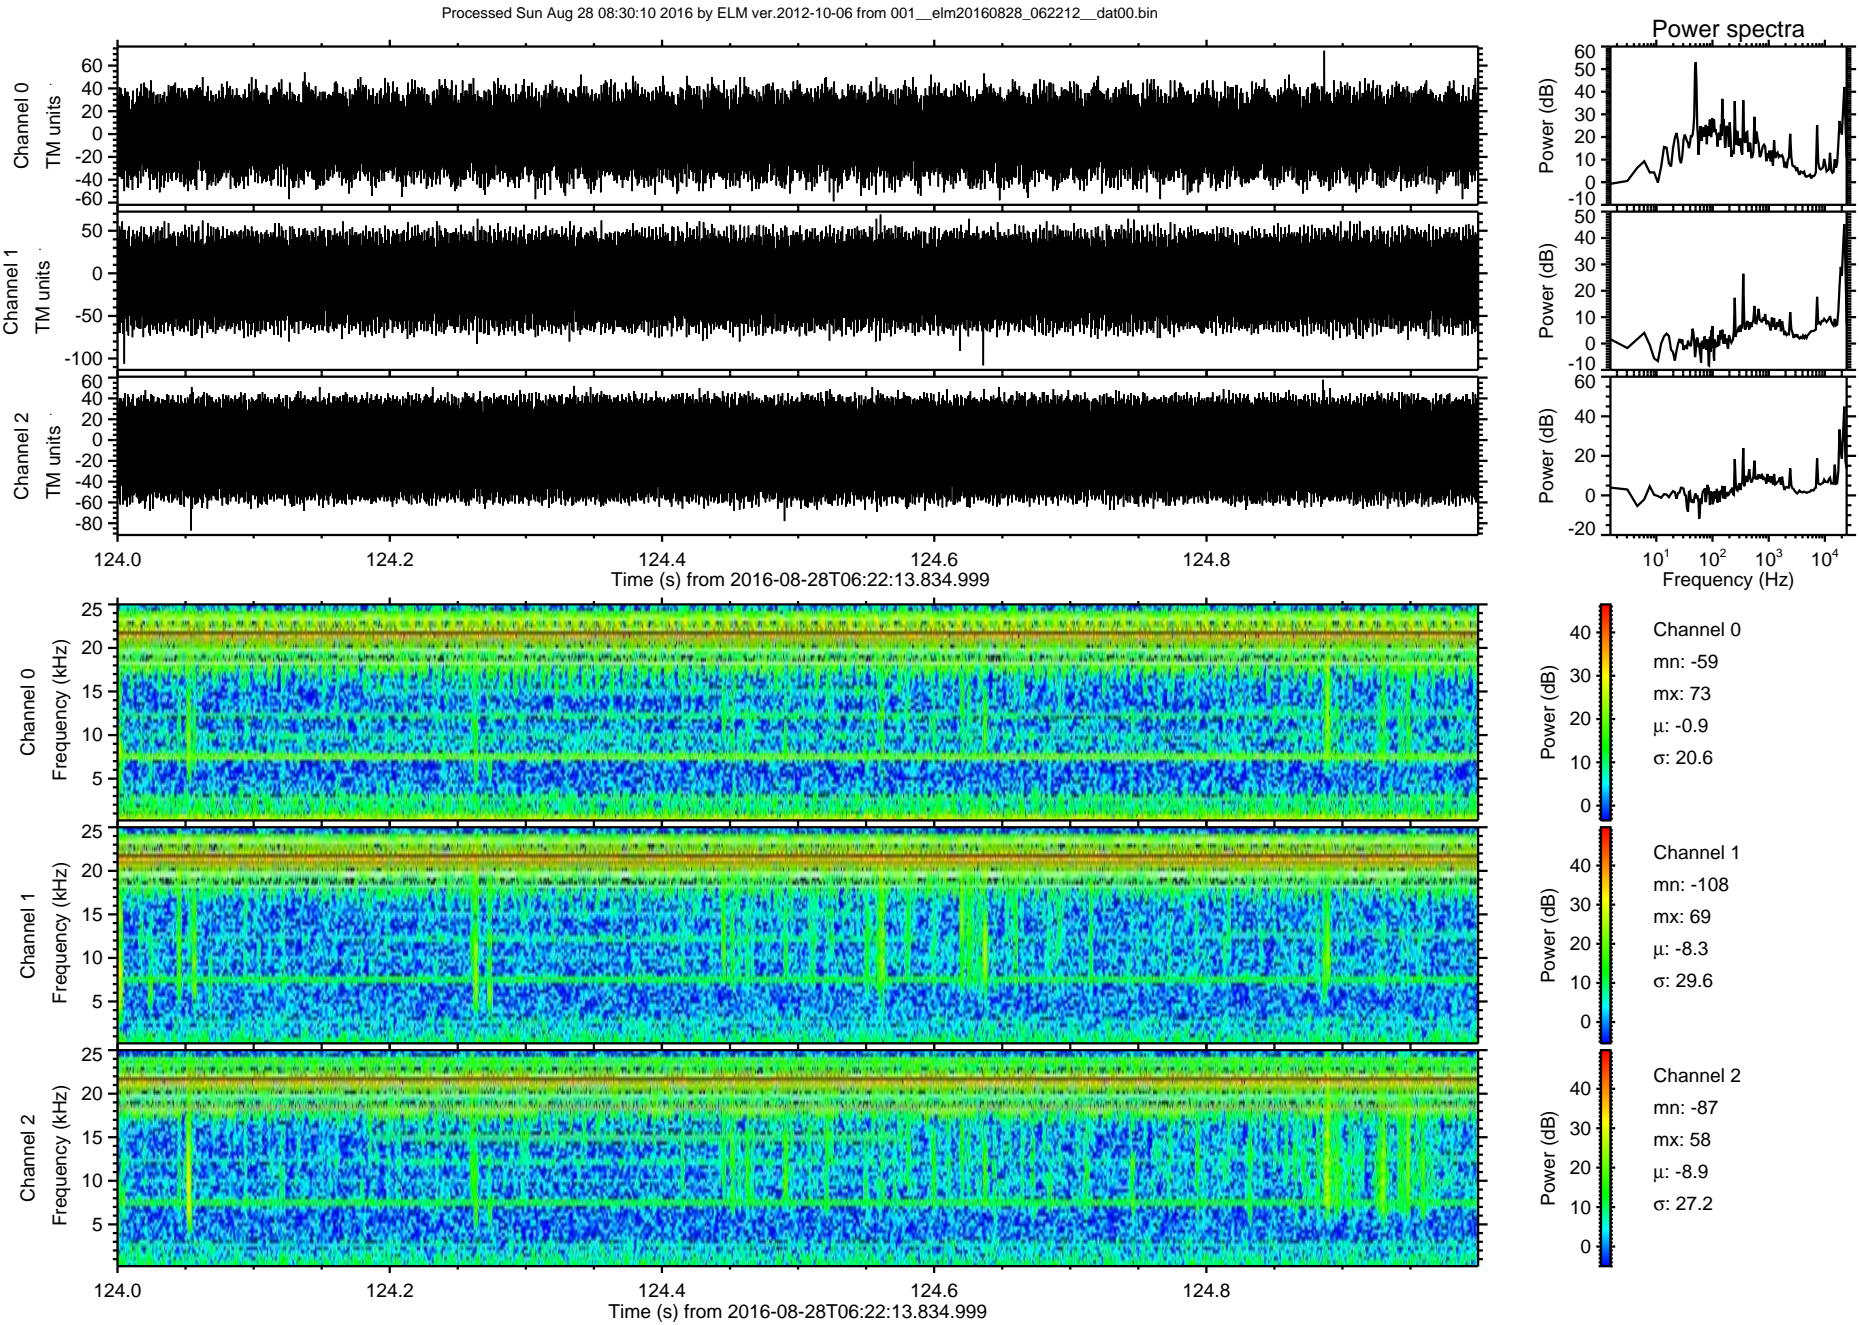 Processed Sun Aug 28 08:30:10 2016 by ELM ver.2012-10-06 from 001__elm20160828_062212__dat00.bin
Power spectra
Channel 0
TM units
60
40
20
0
-20
-40
-60
Power (dB)
60
50
40
30
20
10
0
-10
Channel 1
TM units
50
0
-50
-100
Power (dB)
50
40
30
20
10
0
-10
Channel 2
TM units
60
40
20
0
-20
-40
-60
-80
Power (dB)
60
40
20
0
-20
124.0 124.2 124.4 124.6 124.8
Time (s) from 2016-08-28T06:22:13.834.999
10¹ 10² 10³ 10⁴
Frequency (Hz)
Channel 0
Frequency (kHz)
25
20
15
10
5
Power (dB)
40
30
20
10
0
Channel 0
mn: -59
mx: 73
μ: -0.9
σ: 20.6
Channel 1
Frequency (kHz)
25
20
15
10
5
Power (dB)
40
30
20
10
0
Channel 1
mn: -108
mx: 69
μ: -8.3
σ: 29.6
Channel 2
Frequency (kHz)
25
20
15
10
5
Power (dB)
40
30
20
10
0
Channel 2
mn: -87
mx: 58
μ: -8.9
σ: 27.2
124.0 124.2 124.4 124.6 124.8
Time (s) from 2016-08-28T06:22:13.834.999